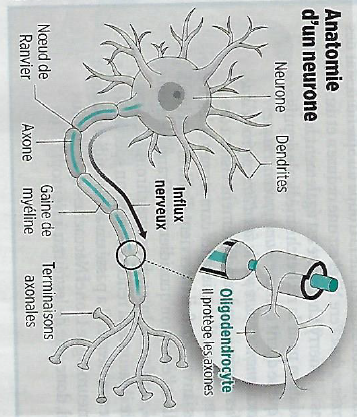 Anatomie
d'un neurone
Neurone
Dendrites
Influx
nerveux
Oligodendrocyte
Il protège les axones
Nœud de
Ranvier
Axone
Gaine de
myéline
Terminaisons
axonales